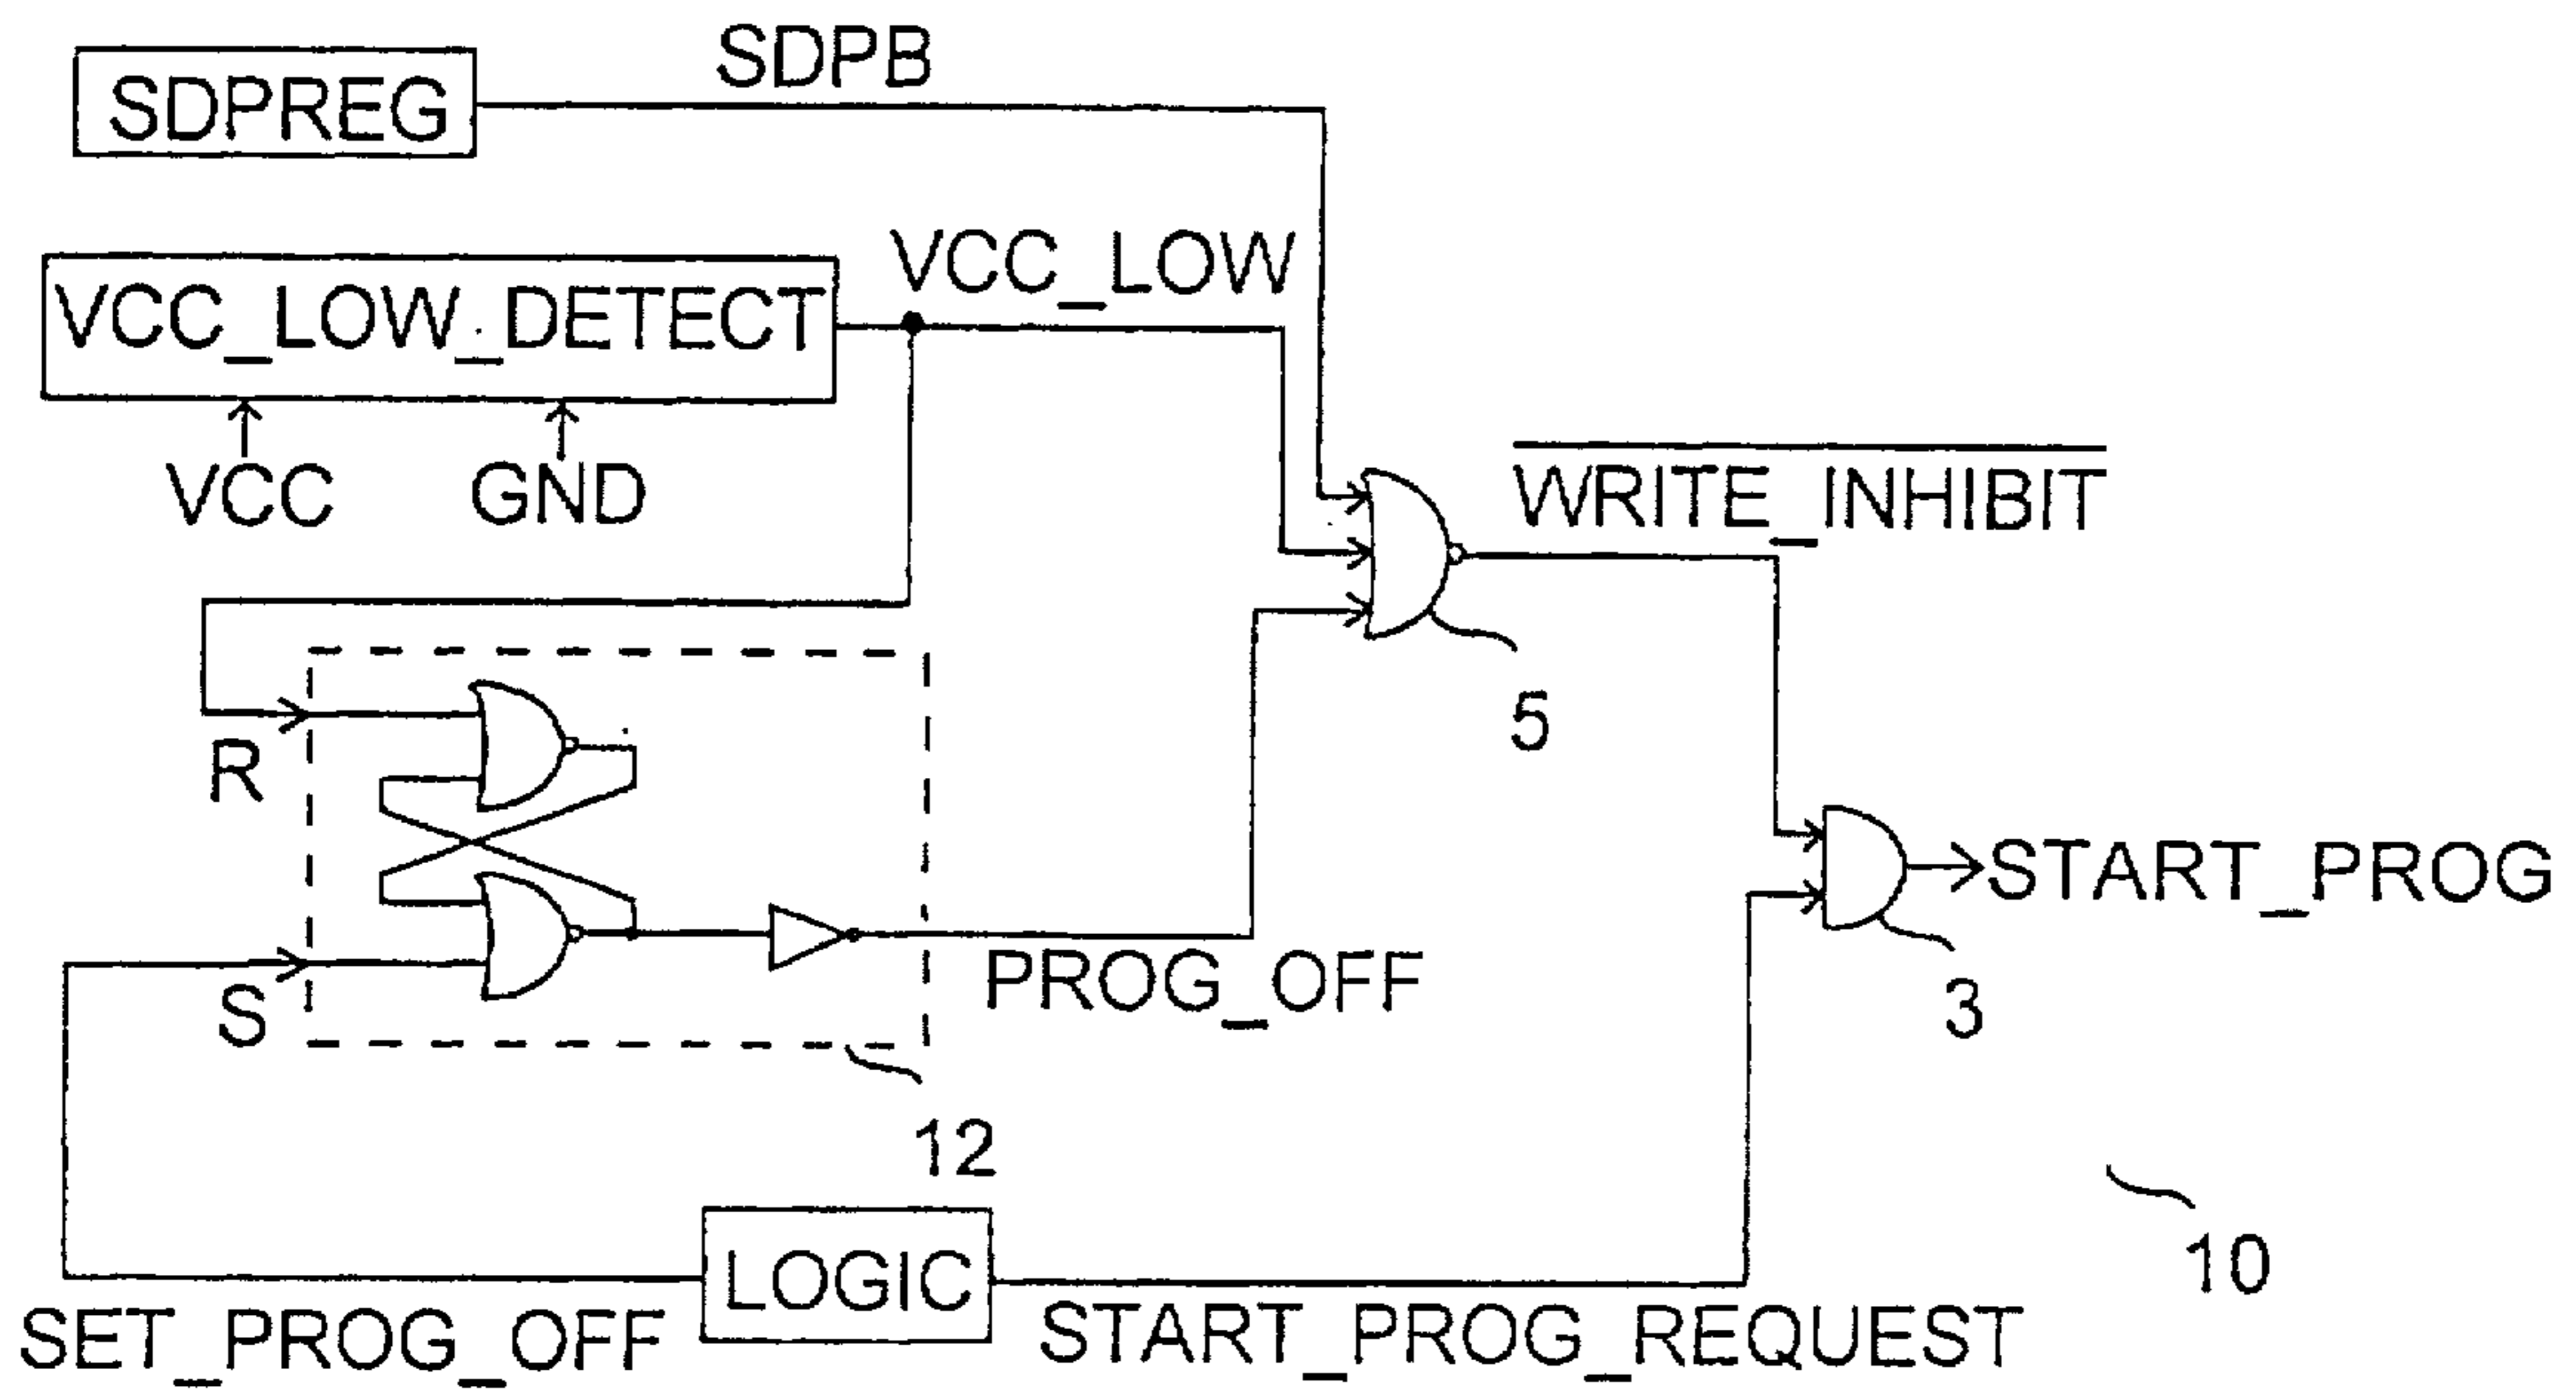 SDPB
SDPREG
VCC_LOW
VCC_LOW_DETECT
VCC
GND
WRITE_INHIBIT
5
R
START_PROG
PROG_OFF
S
3
12
10
LOGIC
SET_PROG_OFF
START_PROG_REQUEST